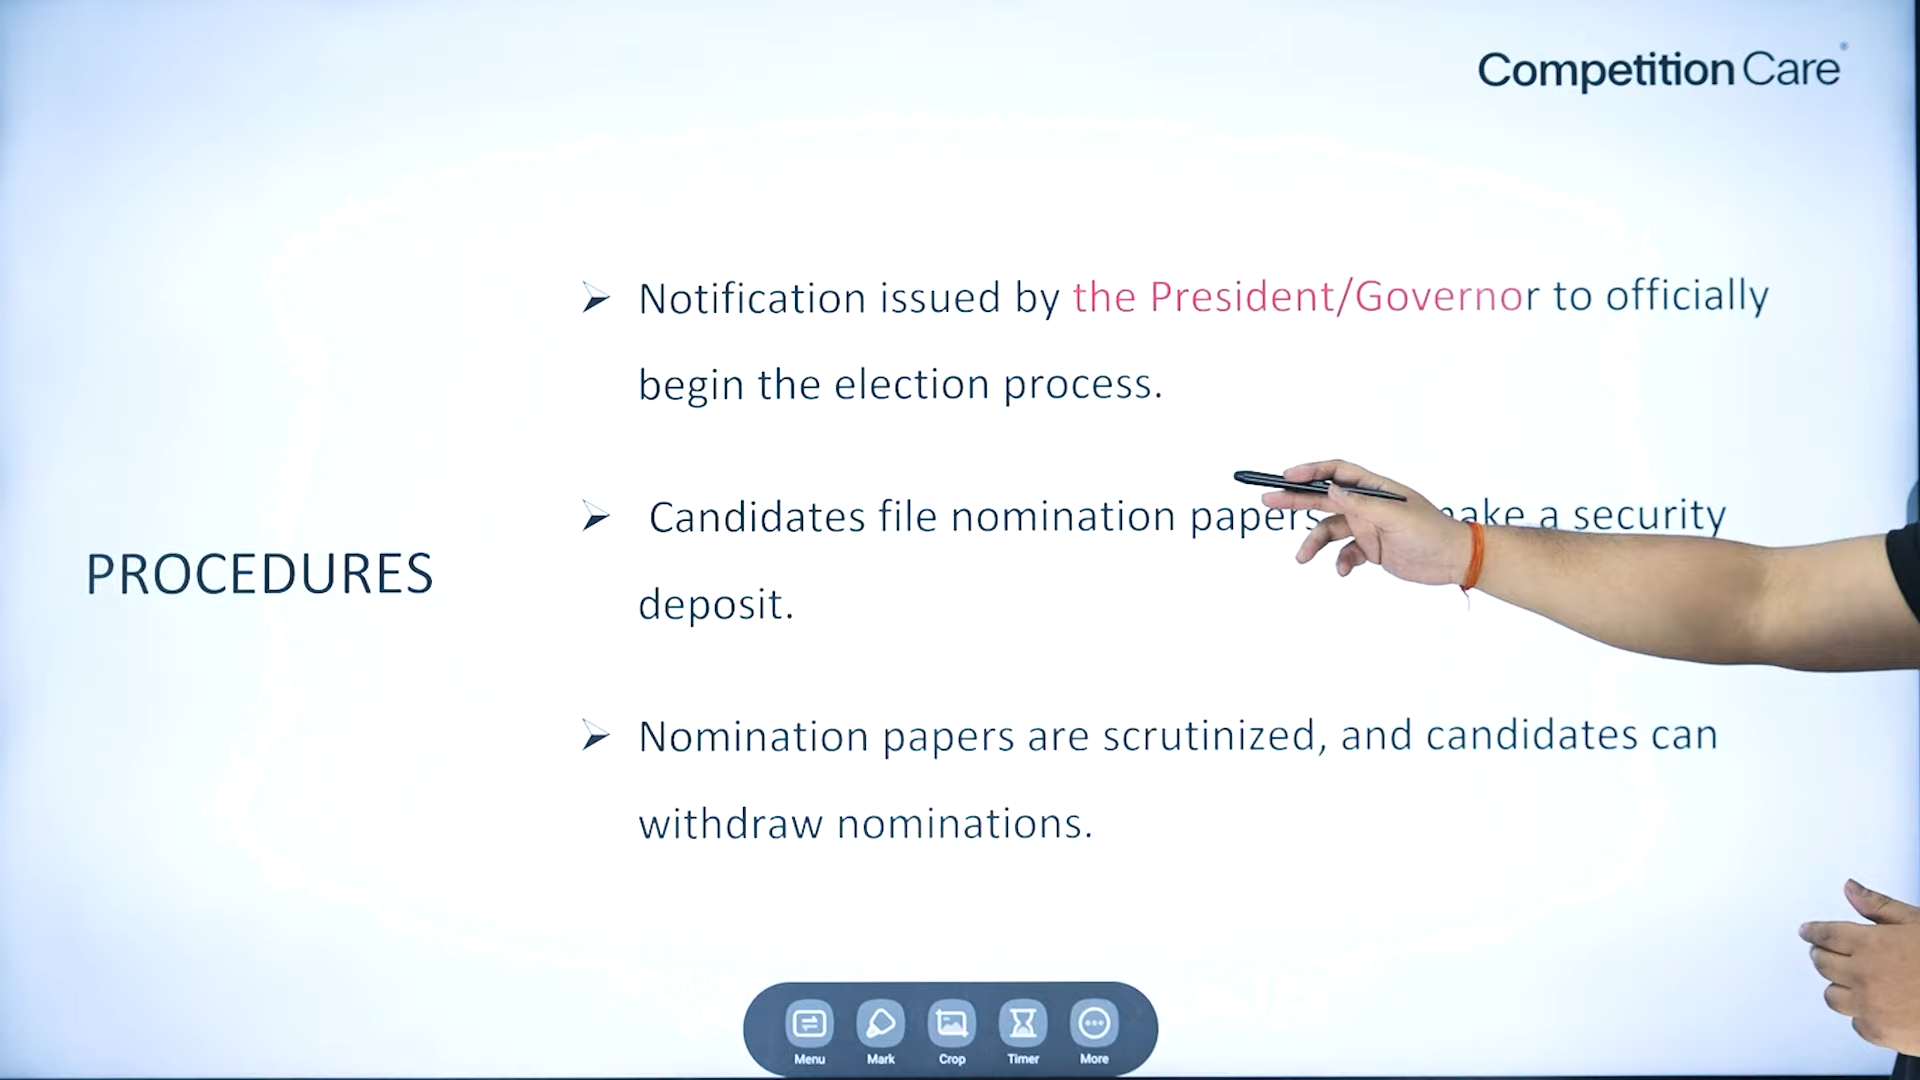 Competition Care
Notification issued by the President/Governor to officially
begin the election process.
Candidates file nomination papers make a security
deposit.
PROCEDURES
Nomination papers are scrutinized, and candidates can
withdraw nominations.
Menu Mark Crop Timer More